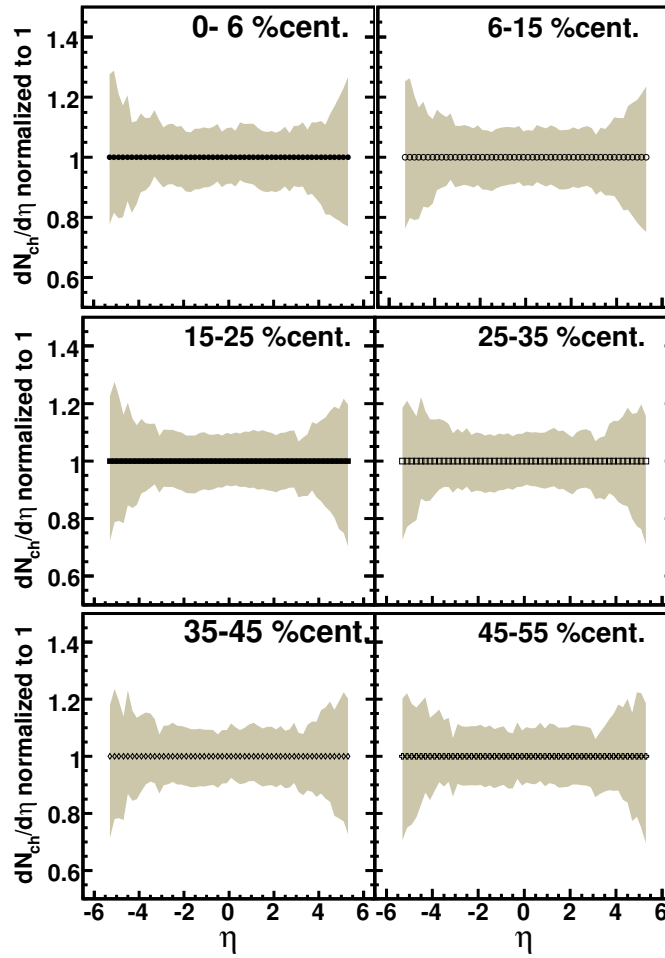 0- 6 %cent.
6-15 %cent.
dN_ch/dη normalized to 1
1.4
1.2
1
0.8
0.6
15-25 %cent.
25-35 %cent.
dN_ch/dη normalized to 1
1.4
1.2
1
0.8
0.6
35-45 %cent.
45-55 %cent.
dN_ch/dη normalized to 1
1.4
1.2
1
0.8
0.6
-6 -4 -2 0 2 4 6
-6 -4 -2 0 2 4 6
η
η